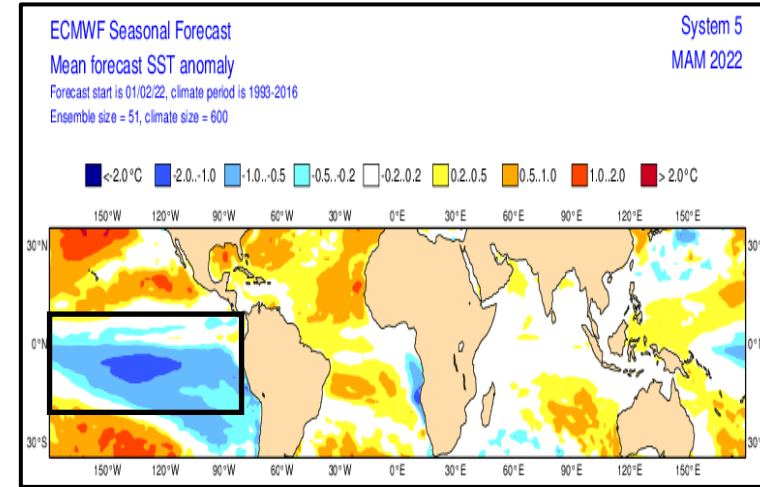 ECMWF Seasonal Forecast
System 5
Mean forecast SST anomaly
MAM 2022
Forecast start is 01/02/22, climate period is 1993-2016
Ensemble size = 51, climate size = 600
<-2.0°C -2.0..-1.0 -1.0..-0.5 -0.5..-0.2 -0.2..0.2 0.2..0.5 0.5..1.0 1.0..2.0 > 2.0°C
150°W 120°W 90°W 60°W 30°W 0°E 30°E 60°E 90°E 120°E 150°E
30°N 30°N
0°N 0°N
30°S 30°S
150°W 120°W 90°W 60°W 30°W 0°E 30°E 60°E 90°E 120°E 150°E